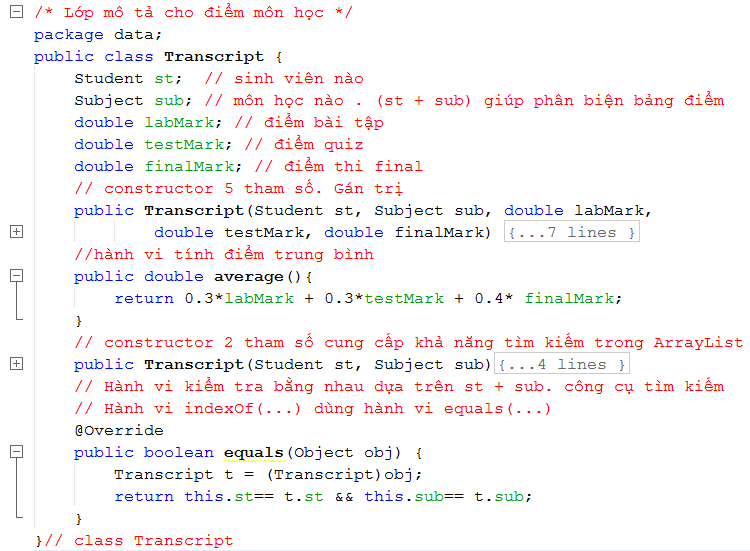 /* Lớp mô tả cho điểm môn học */
package data;
public class Transcript {
    Student st;  // sinh viên nào
    Subject sub; // môn học nào . (st + sub) giúp phân biện bảng điểm
    double labMark; // điểm bài tập
    double testMark; // điểm quiz
    double finalMark; // điểm thi final
    // constructor 5 tham số. Gán trị
    public Transcript(Student st, Subject sub, double labMark,
            double testMark, double finalMark) {...7 lines }
    //hành vi tính điểm trung bình
    public double average(){
        return 0.3*labMark + 0.3*testMark + 0.4* finalMark;
    }
    // constructor 2 tham số cung cấp khả năng tìm kiếm trong ArrayList
    public Transcript(Student st, Subject sub){...4 lines }
    // Hành vi kiểm tra bằng nhau dựa trên st + sub. công cụ tìm kiếm
    // Hành vi indexOf(...) dùng hành vi equals(...)
    @Override
    public boolean equals(Object obj) {
        Transcript t = (Transcript)obj;
        return this.st== t.st && this.sub== t.sub;
    }
}// class Transcript